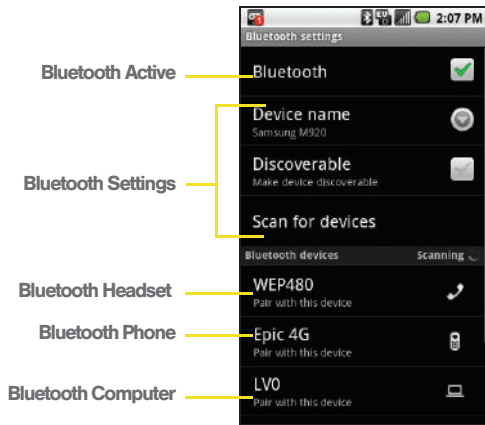 2:07 PM
Bluetooth settings
Bluetooth Active
Bluetooth
Device name
Samsung M920
Bluetooth Settings
Discoverable
Make device discoverable
Scan for devices
Bluetooth devices Scanning
Bluetooth Headset
WEP480
Pair with this device
Bluetooth Phone
Epic 4G
Pair with this device
Bluetooth Computer
LV0
Pair with this device